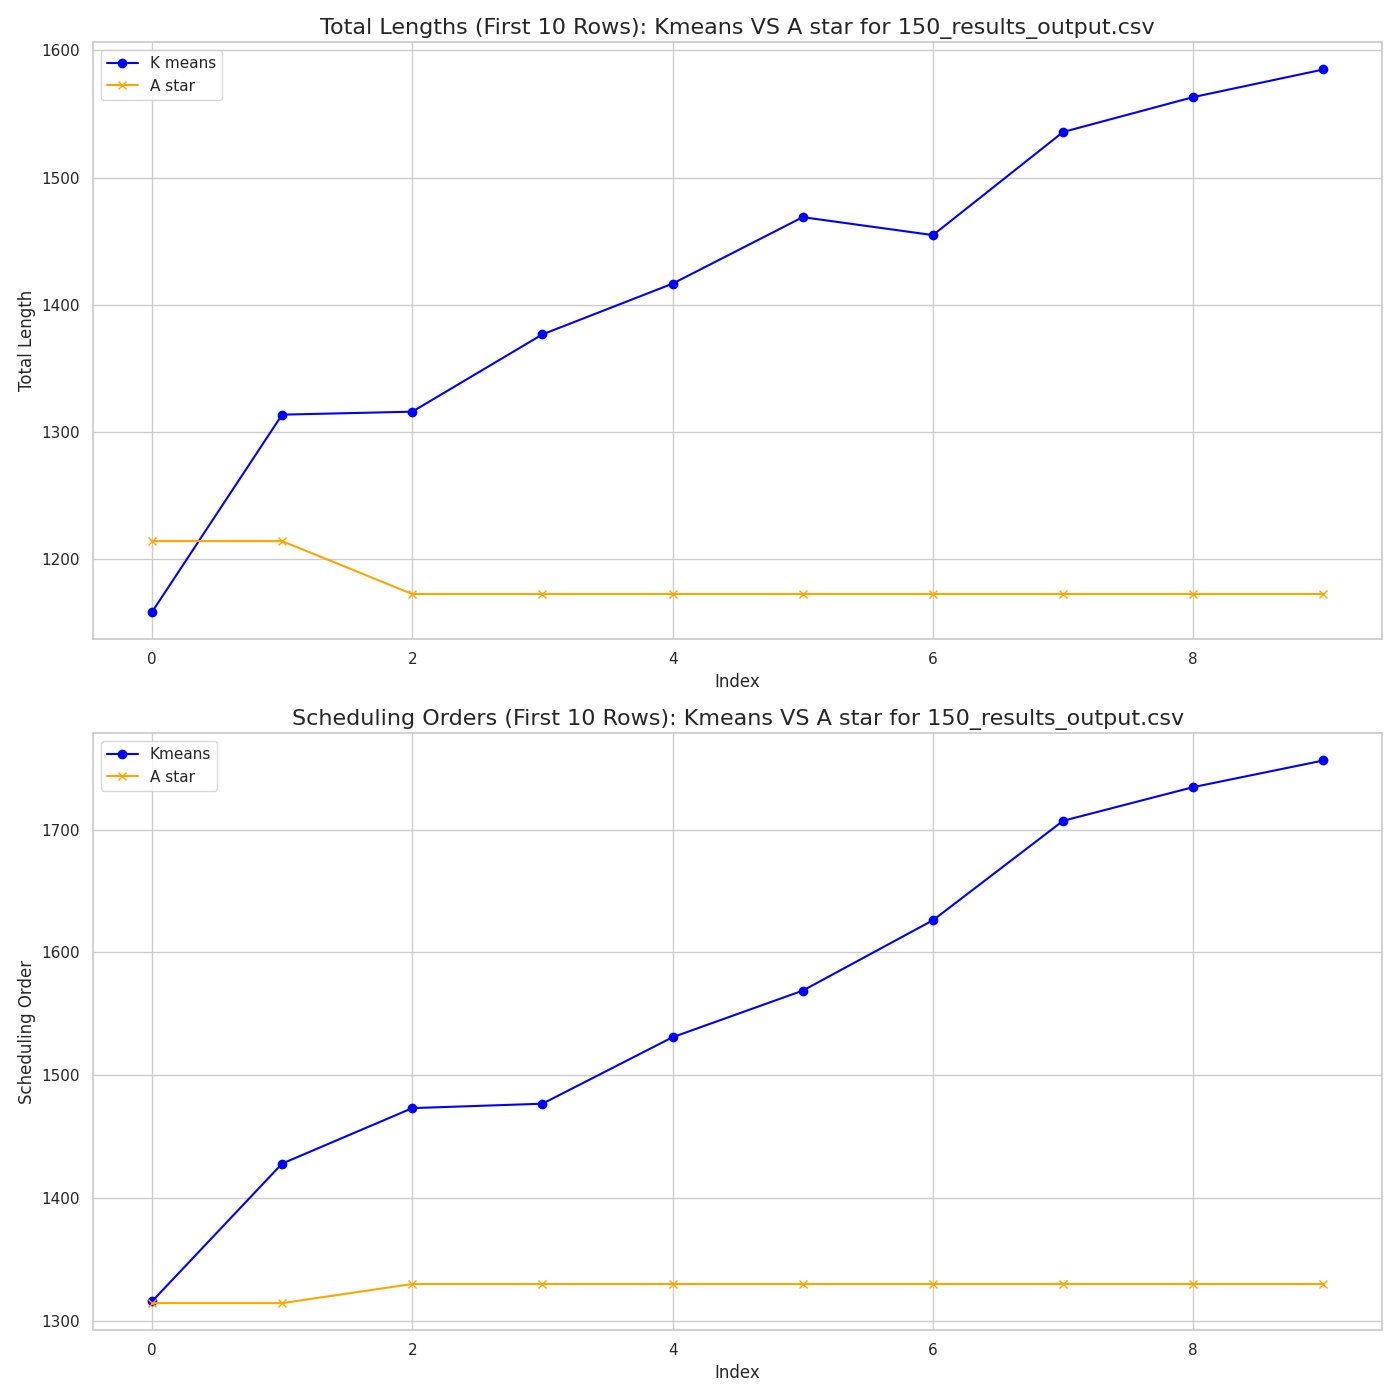 Total Lengths (First 10 Rows): Kmeans VS A star for 150_results_output.csv
K means
A star
1600
1500
1400
1300
1200
Total Length
0 2 4 6 8
Index
Scheduling Orders (First 10 Rows): Kmeans VS A star for 150_results_output.csv
Kmeans
A star
1700
1600
1500
1400
1300
Scheduling Order
0 2 4 6 8
Index